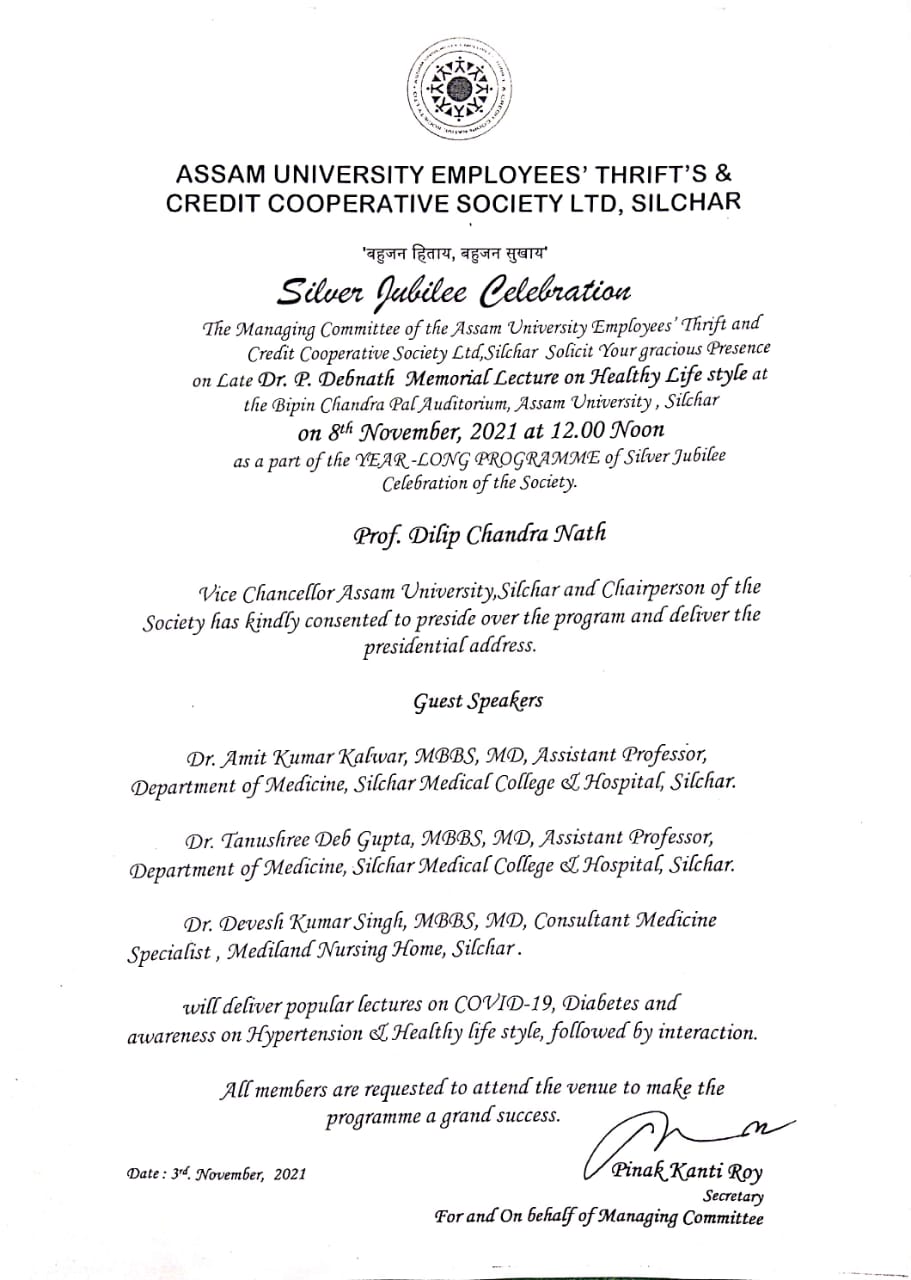 ASSAM UNIVERSITY EMPLOYEES' THRIFT'S &
CREDIT COOPERATIVE SOCIETY LTD, SILCHAR
'बहुजन हिताय, बहुजन सुखाय'
Silver Jubilee Celebration
The Managing Committee of the Assam University Employees' Thrift and
Credit Cooperative Society Ltd,Silchar Solicit Your gracious Presence
on Late Dr. P. Debnath Memorial Lecture on Healthy Life style at
the Bipin Chandra Pal Auditorium, Assam University , Silchar
on 8th November, 2021 at 12.00 Noon
as a part of the YEAR -LONG PROGRAMME of Silver Jubilee
Celebration of the Society.
Prof. Dilip Chandra Nath
Vice Chancellor Assam University,Silchar and Chairperson of the
Society has kindly consented to preside over the program and deliver the
presidential address.
Guest Speakers
Dr. Amit Kumar Kalwar, MBBS, MD, Assistant Professor,
Department of Medicine, Silchar Medical College & Hospital, Silchar.
Dr. Tanushree Deb Gupta, MBBS, MD, Assistant Professor,
Department of Medicine, Silchar Medical College & Hospital, Silchar.
Dr. Devesh Kumar Singh, MBBS, MD, Consultant Medicine
Specialist , Mediland Nursing Home, Silchar .
will deliver popular lectures on COVID-19, Diabetes and
awareness on Hypertension & Healthy life style, followed by interaction.
All members are requested to attend the venue to make the
programme a grand success.
Date : 3rd. November, 2021
Pinak Kanti Roy
Secretary
For and On behalf of Managing Committee